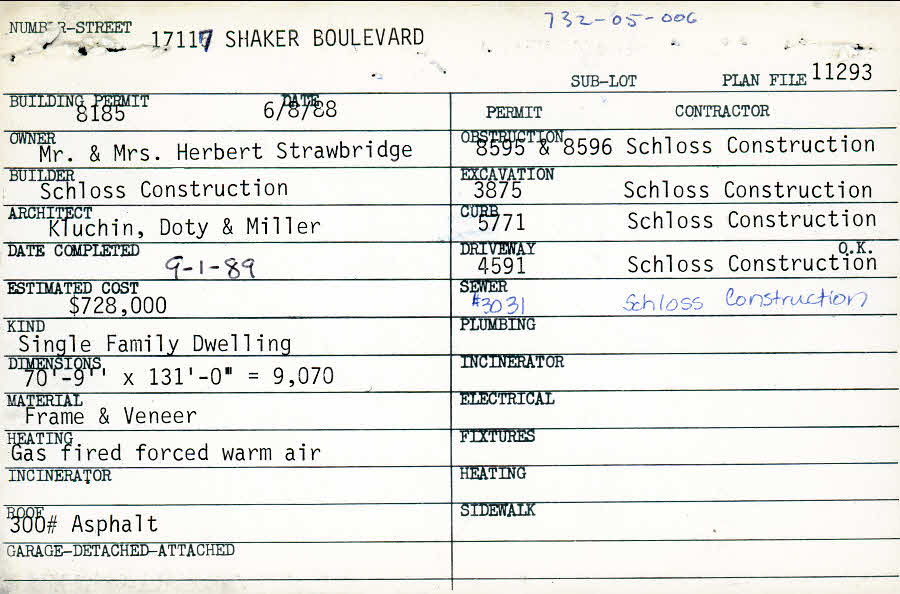 732-05-006
NUMBER-STREET 17117 SHAKER BOULEVARD
SUB-LOT PLAN FILE 11293
BUILDING PERMIT 8185 DATE 6/8/88
OWNER
Mr. & Mrs. Herbert Strawbridge
BUILDER
Schloss Construction
ARCHITECT
Kluchin, Doty & Miller
DATE COMPLETED
9-1-89
ESTIMATED COST
$728,000
KIND
Single Family Dwelling
DIMENSIONS
70'-9'' x 131'-0" = 9,070
MATERIAL
Frame & Veneer
HEATING
Gas fired forced warm air
INCINERATOR
ROOF
300# Asphalt
GARAGE-DETACHED-ATTACHED
PERMIT CONTRACTOR
OBSTRUCTION
8595 & 8596 Schloss Construction
EXCAVATION
3875 Schloss Construction
CURB
5771 Schloss Construction
DRIVEWAY O.K.
4591 Schloss Construction
SEWER
#3031 Schloss Construction
PLUMBING
INCINERATOR
ELECTRICAL
FIXTURES
HEATING
SIDEWALK